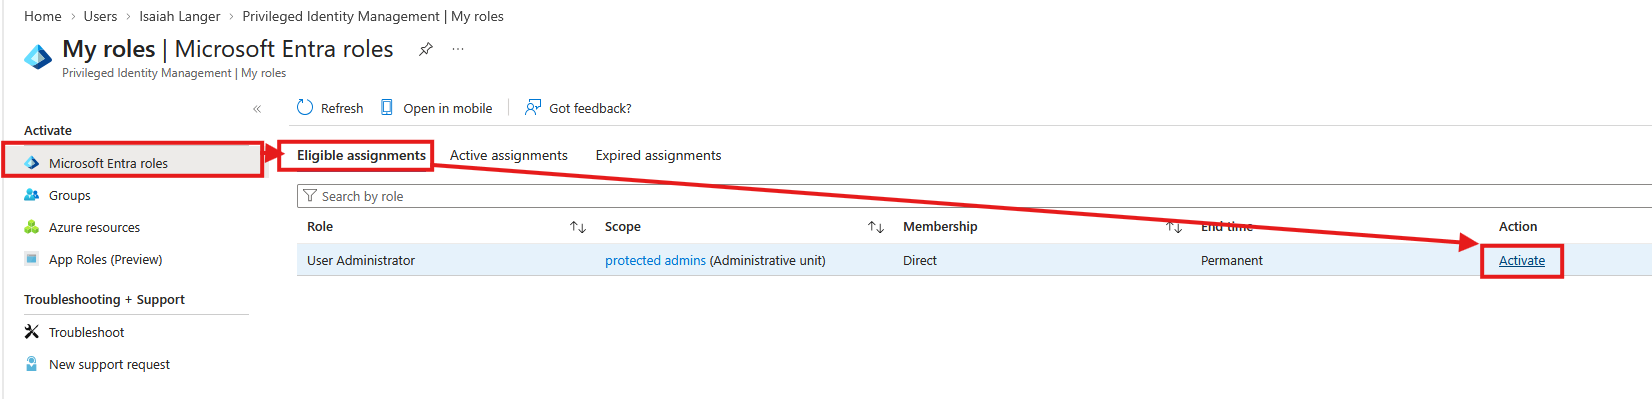 Home > Users > Isaiah Langer > Privileged Identity Management | My roles
My roles | Microsoft Entra roles
Privileged Identity Management | My roles
Refresh Open in mobile Got feedback?
Activate
Microsoft Entra roles
Groups
Azure resources
App Roles (Preview)
Troubleshooting + Support
Troubleshoot
New support request
Eligible assignments Active assignments Expired assignments
Search by role
Role Scope Membership End time Action
User Administrator protected admins (Administrative unit) Direct Permanent Activate